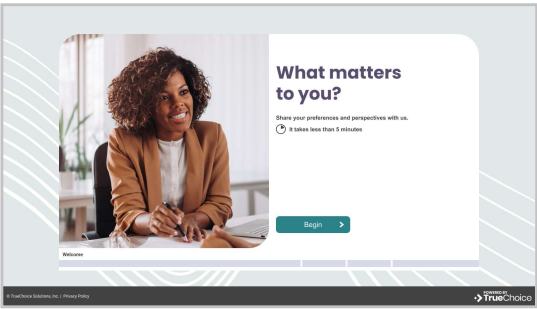 What matters
to you?
Share your preferences and perspectives with us.
It takes less than 5 minutes
Begin
Welcome
© TrueChoice Solutions, Inc. | Privacy Policy
POWERED BY
TrueChoice